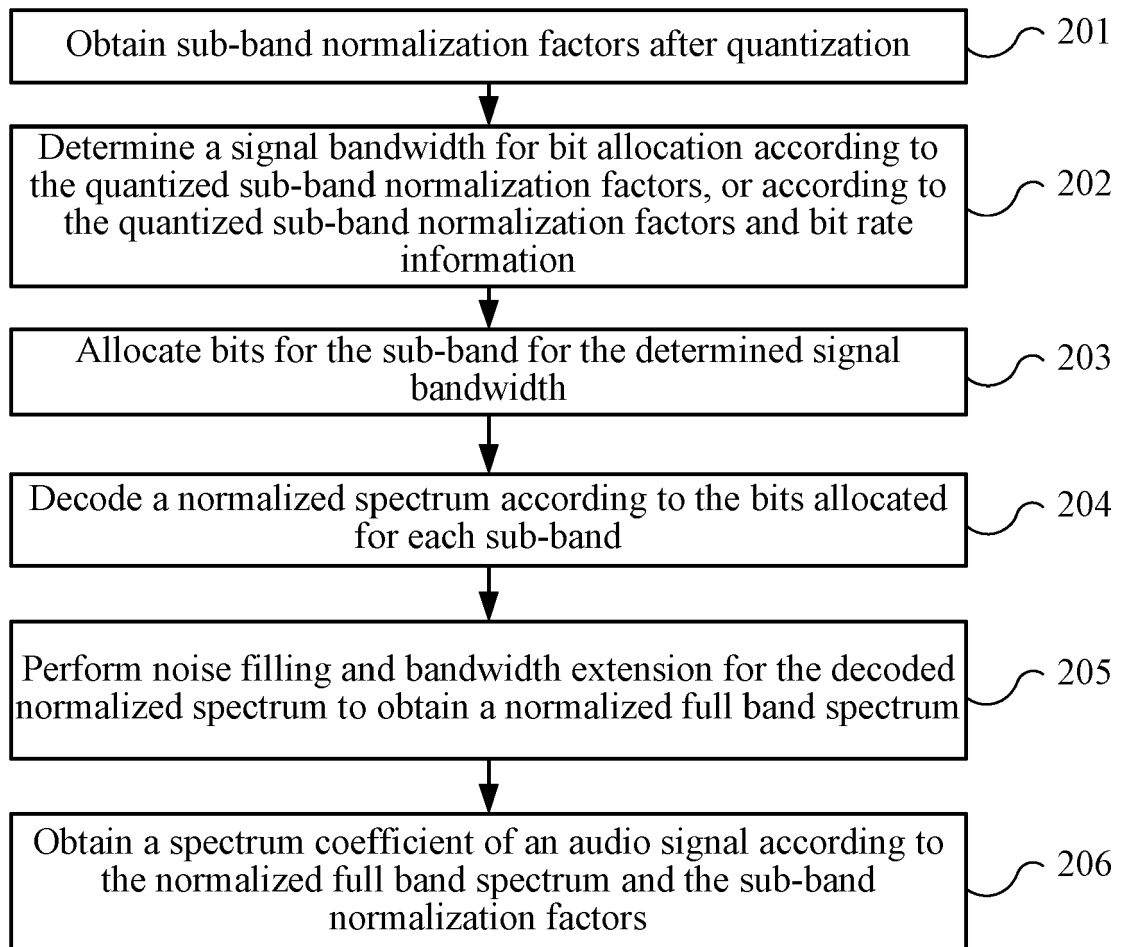 Obtain sub-band normalization factors after quantization
201
Determine a signal bandwidth for bit allocation according to
the quantized sub-band normalization factors, or according to
the quantized sub-band normalization factors and bit rate
information
202
Allocate bits for the sub-band for the determined signal
bandwidth
203
Decode a normalized spectrum according to the bits allocated
for each sub-band
204
Perform noise filling and bandwidth extension for the decoded
normalized spectrum to obtain a normalized full band spectrum
205
Obtain a spectrum coefficient of an audio signal according to
the normalized full band spectrum and the sub-band
normalization factors
206